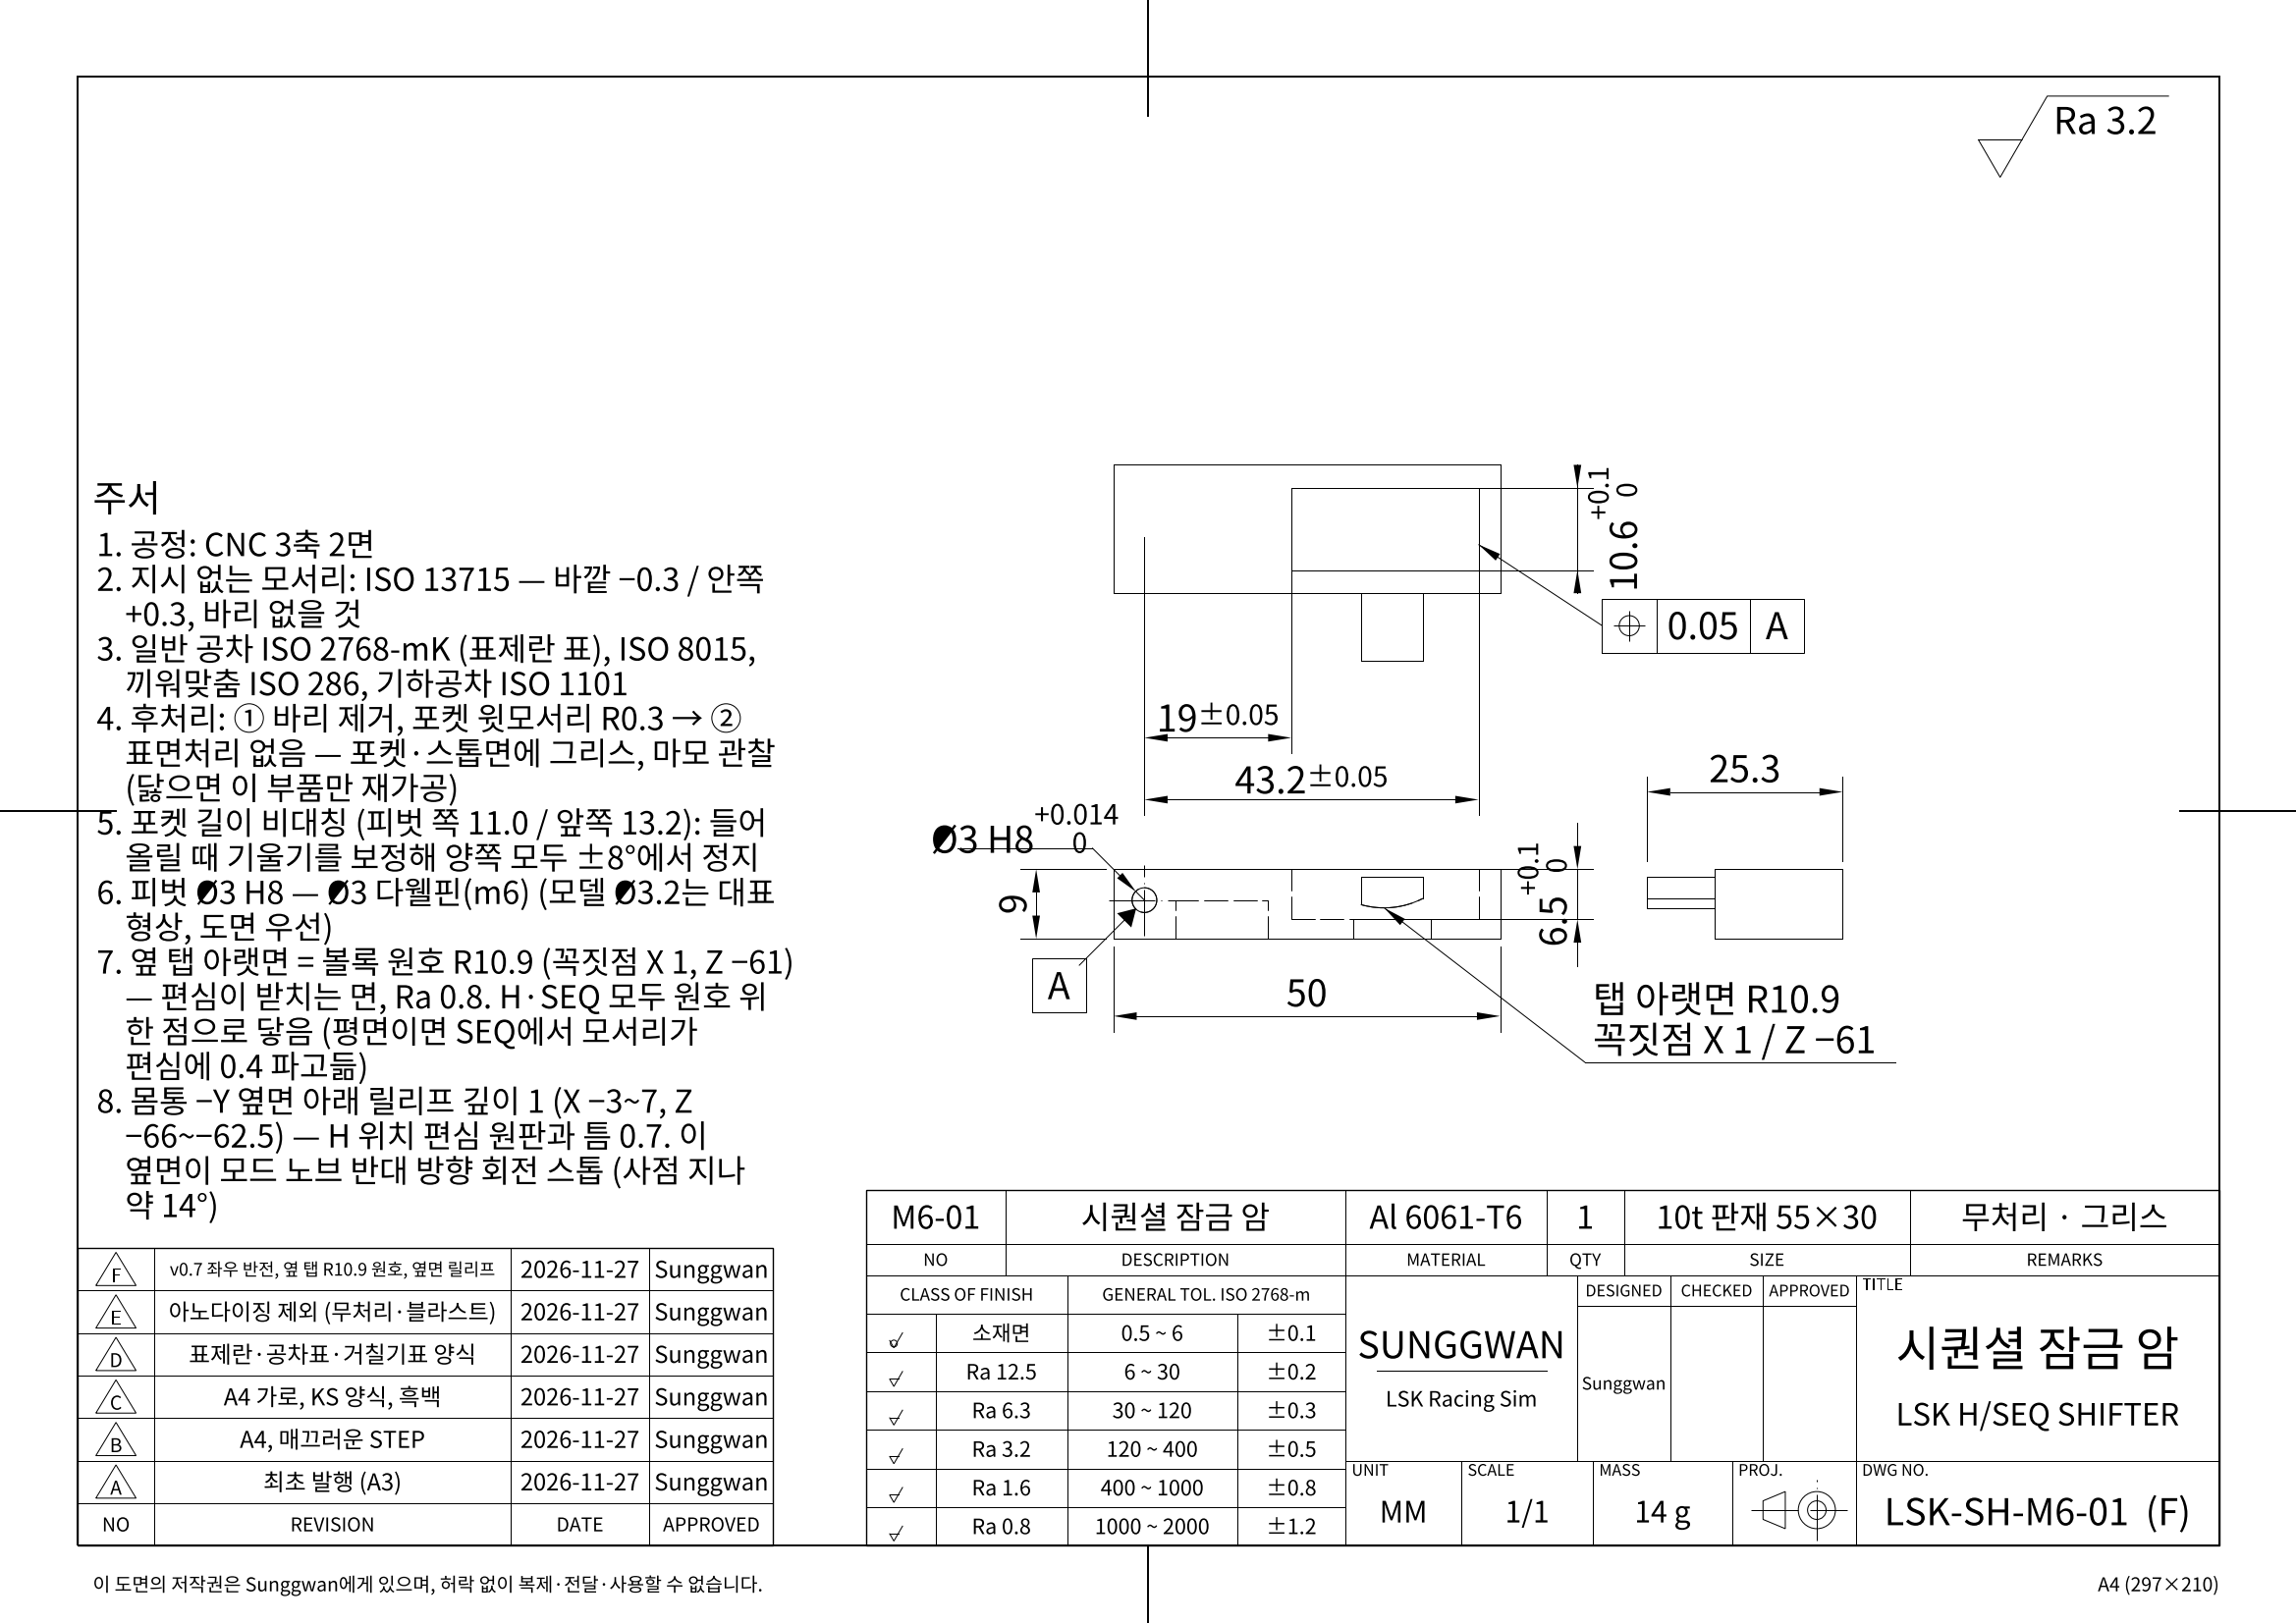 Ra 3.2
주서
1. 공정: CNC 3축 2면
2. 지시 없는 모서리: ISO 13715 — 바깥 −0.3 / 안쪽
+0.3, 바리 없을 것
3. 일반 공차 ISO 2768-mK (표제란 표), ISO 8015,
끼워맞춤 ISO 286, 기하공차 ISO 1101
4. 후처리: ① 바리 제거, 포켓 윗모서리 R0.3 → ②
표면처리 없음 — 포켓·스톱면에 그리스, 마모 관찰
(닳으면 이 부품만 재가공)
5. 포켓 길이 비대칭 (피벗 쪽 11.0 / 앞쪽 13.2): 들어
올릴 때 기울기를 보정해 양쪽 모두 ±8°에서 정지
6. 피벗 Ø3 H8 — Ø3 다웰핀(m6) (모델 Ø3.2는 대표
형상, 도면 우선)
7. 옆 탭 아랫면 = 볼록 원호 R10.9 (꼭짓점 X 1, Z −61)
— 편심이 받치는 면, Ra 0.8. H·SEQ 모두 원호 위
한 점으로 닿음 (평면이면 SEQ에서 모서리가
편심에 0.4 파고듦)
8. 몸통 −Y 옆면 아래 릴리프 깊이 1 (X −3~7, Z
−66~−62.5) — H 위치 편심 원판과 틈 0.7. 이
옆면이 모드 노브 반대 방향 회전 스톱 (사점 지나
약 14°)
10.6 +0.1 0
0.05 A
19±0.05
43.2±0.05
25.3
Ø3 H8 +0.014 0
9
6.5 +0.1 0
A
50
탭 아랫면 R10.9
꼭짓점 X 1 / Z −61
F v0.7 좌우 반전, 옆 탭 R10.9 원호, 옆면 릴리프 2026-11-27 Sunggwan
E 아노다이징 제외 (무처리·블라스트) 2026-11-27 Sunggwan
D 표제란·공차표·거칠기표 양식 2026-11-27 Sunggwan
C A4 가로, KS 양식, 흑백 2026-11-27 Sunggwan
B A4, 매끄러운 STEP 2026-11-27 Sunggwan
A 최초 발행 (A3) 2026-11-27 Sunggwan
NO REVISION DATE APPROVED
M6-01 시퀀셜 잠금 암 Al 6061-T6 1 10t 판재 55×30 무처리 · 그리스
NO DESCRIPTION MATERIAL QTY SIZE REMARKS
CLASS OF FINISH GENERAL TOL. ISO 2768-m
소재면 0.5 ~ 6 ±0.1
Ra 12.5 6 ~ 30 ±0.2
Ra 6.3 30 ~ 120 ±0.3
Ra 3.2 120 ~ 400 ±0.5
Ra 1.6 400 ~ 1000 ±0.8
Ra 0.8 1000 ~ 2000 ±1.2
SUNGGWAN
LSK Racing Sim
DESIGNED CHECKED APPROVED
Sunggwan
TITLE
시퀀셜 잠금 암
LSK H/SEQ SHIFTER
UNIT SCALE MASS PROJ. DWG NO.
MM 1/1 14 g LSK-SH-M6-01 (F)
이 도면의 저작권은 Sunggwan에게 있으며, 허락 없이 복제·전달·사용할 수 없습니다.
A4 (297×210)